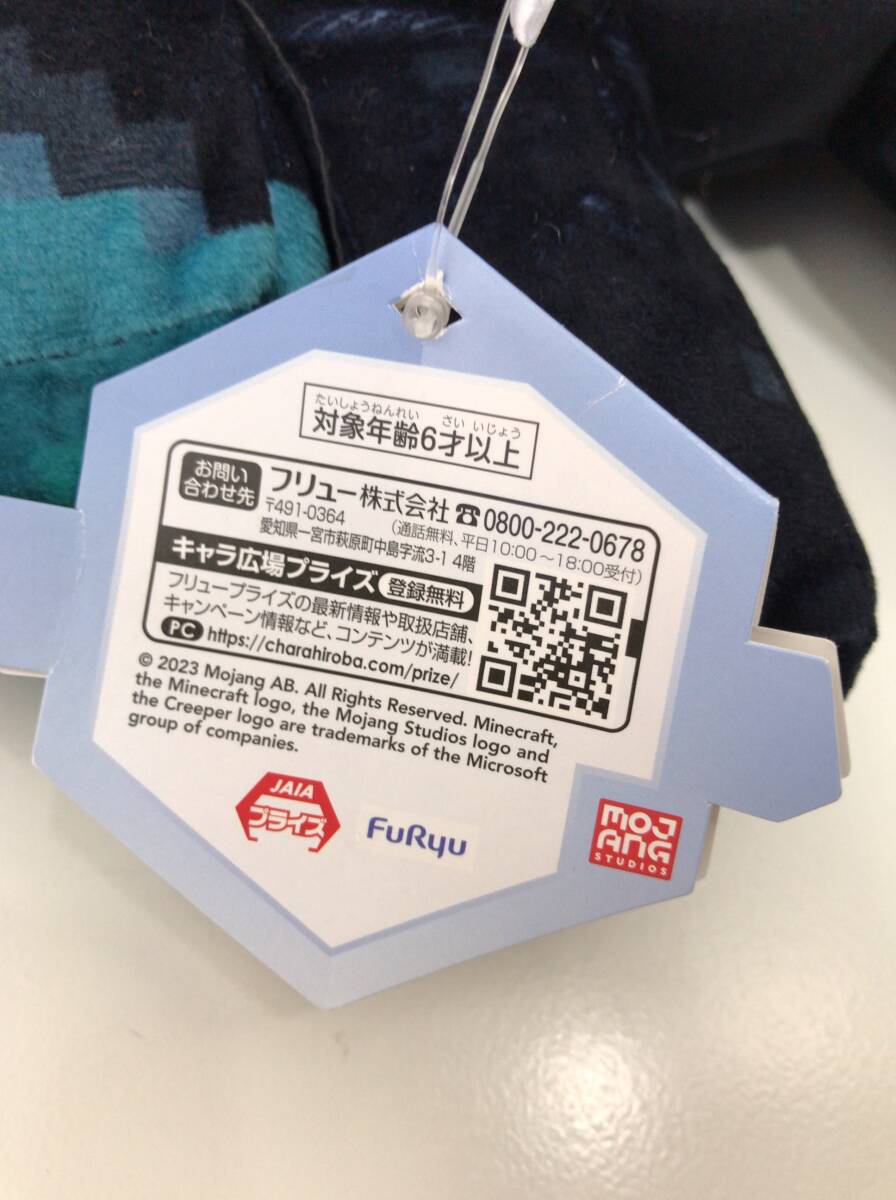 たいしょうねんれい さい いじょう
対象年齢6才以上
お問い
合わせ先
フリュー株式会社 ☎0800-222-0678
〒491-0364 (通話無料、平日10:00～18:00受付)
愛知県一宮市萩原町中島字流3-1 4階
キャラ広場プライズ 登録無料
フリュープライズの最新情報や取扱店舗、
キャンペーン情報など、コンテンツが満載!
PC https://charahiroba.com/prize/
© 2023 Mojang AB. All Rights Reserved. Minecraft,
the Minecraft logo, the Mojang Studios logo and
the Creeper logo are trademarks of the Microsoft
group of companies.
JAIA
プライズ
FuRyu
MOJ
ANG
STUDIOS